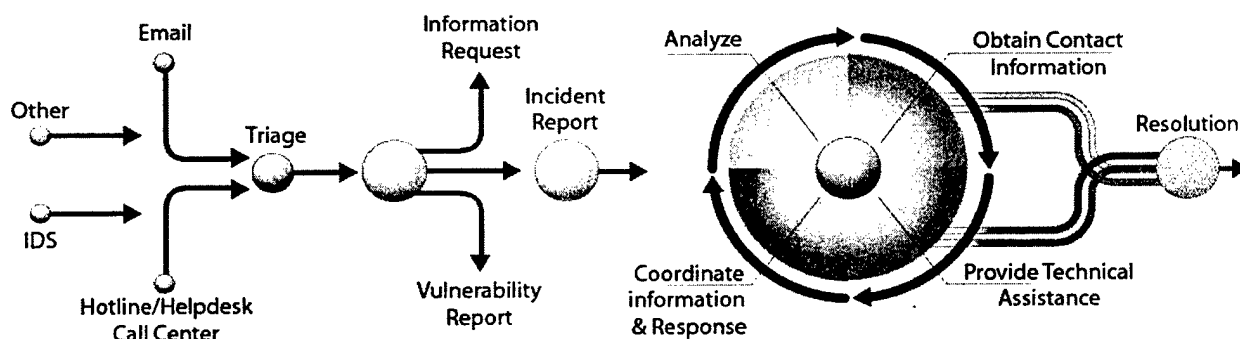 Email
Other
IDS
Hotline/Helpdesk
Call Center
Triage
Information
Request
Incident
Report
Vulnerability
Report
Analyze
Obtain Contact
Information
Coordinate
information
& Response
Provide Technical
Assistance
Resolution